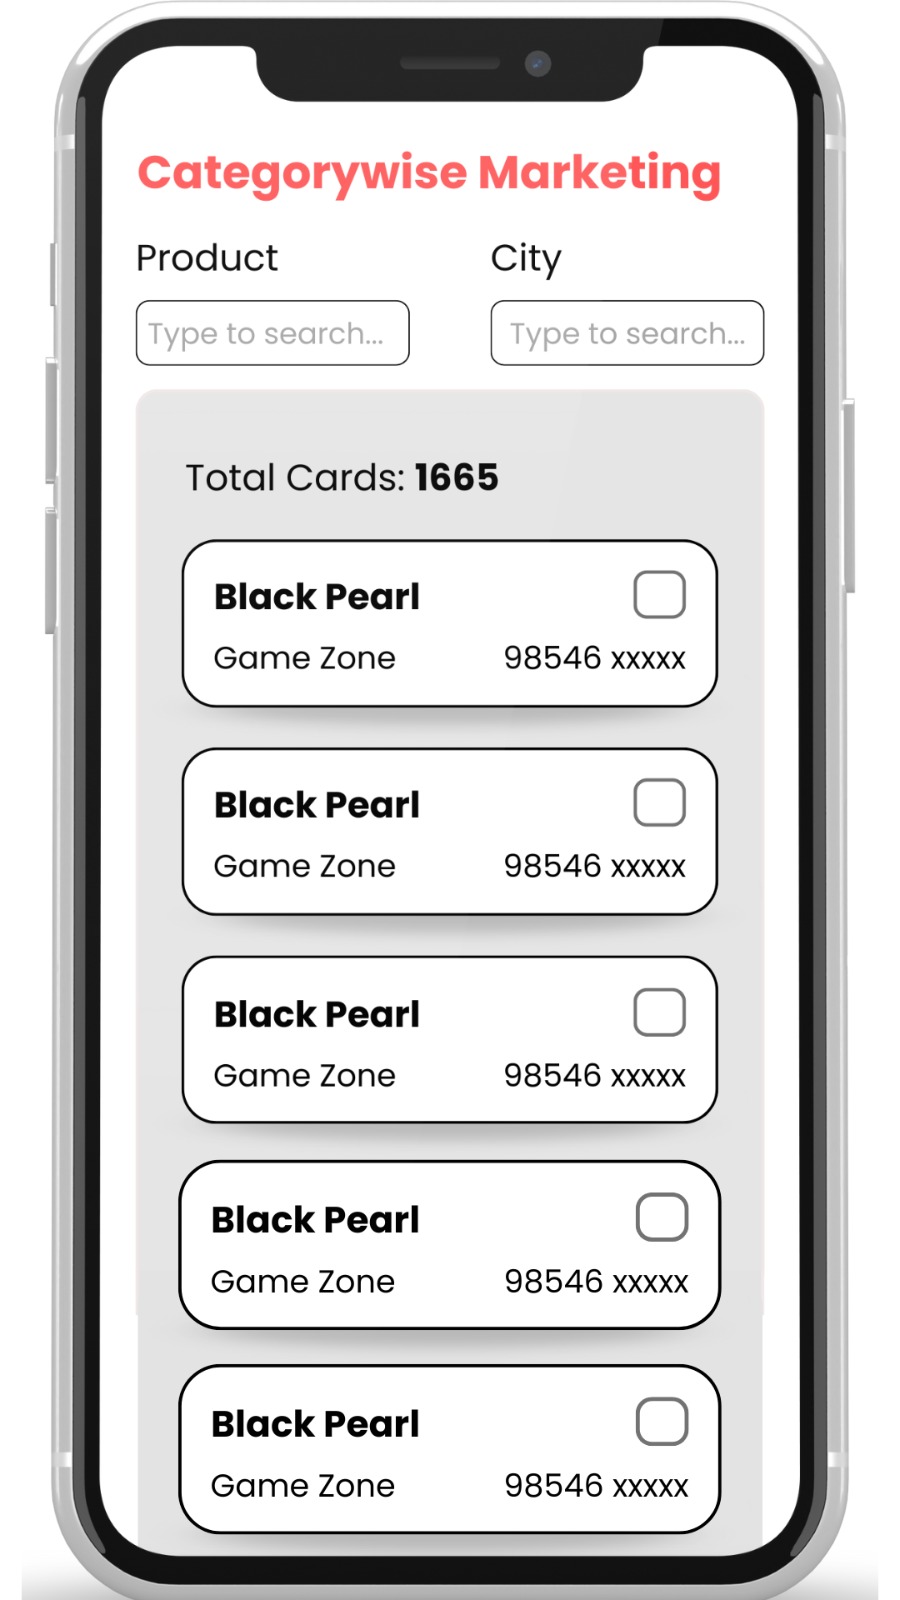 Categorywise Marketing
Product City
Type to search... Type to search...
Total Cards: 1665
Black Pearl
Game Zone 98546 xxxxx
Black Pearl
Game Zone 98546 xxxxx
Black Pearl
Game Zone 98546 xxxxx
Black Pearl
Game Zone 98546 xxxxx
Black Pearl
Game Zone 98546 xxxxx